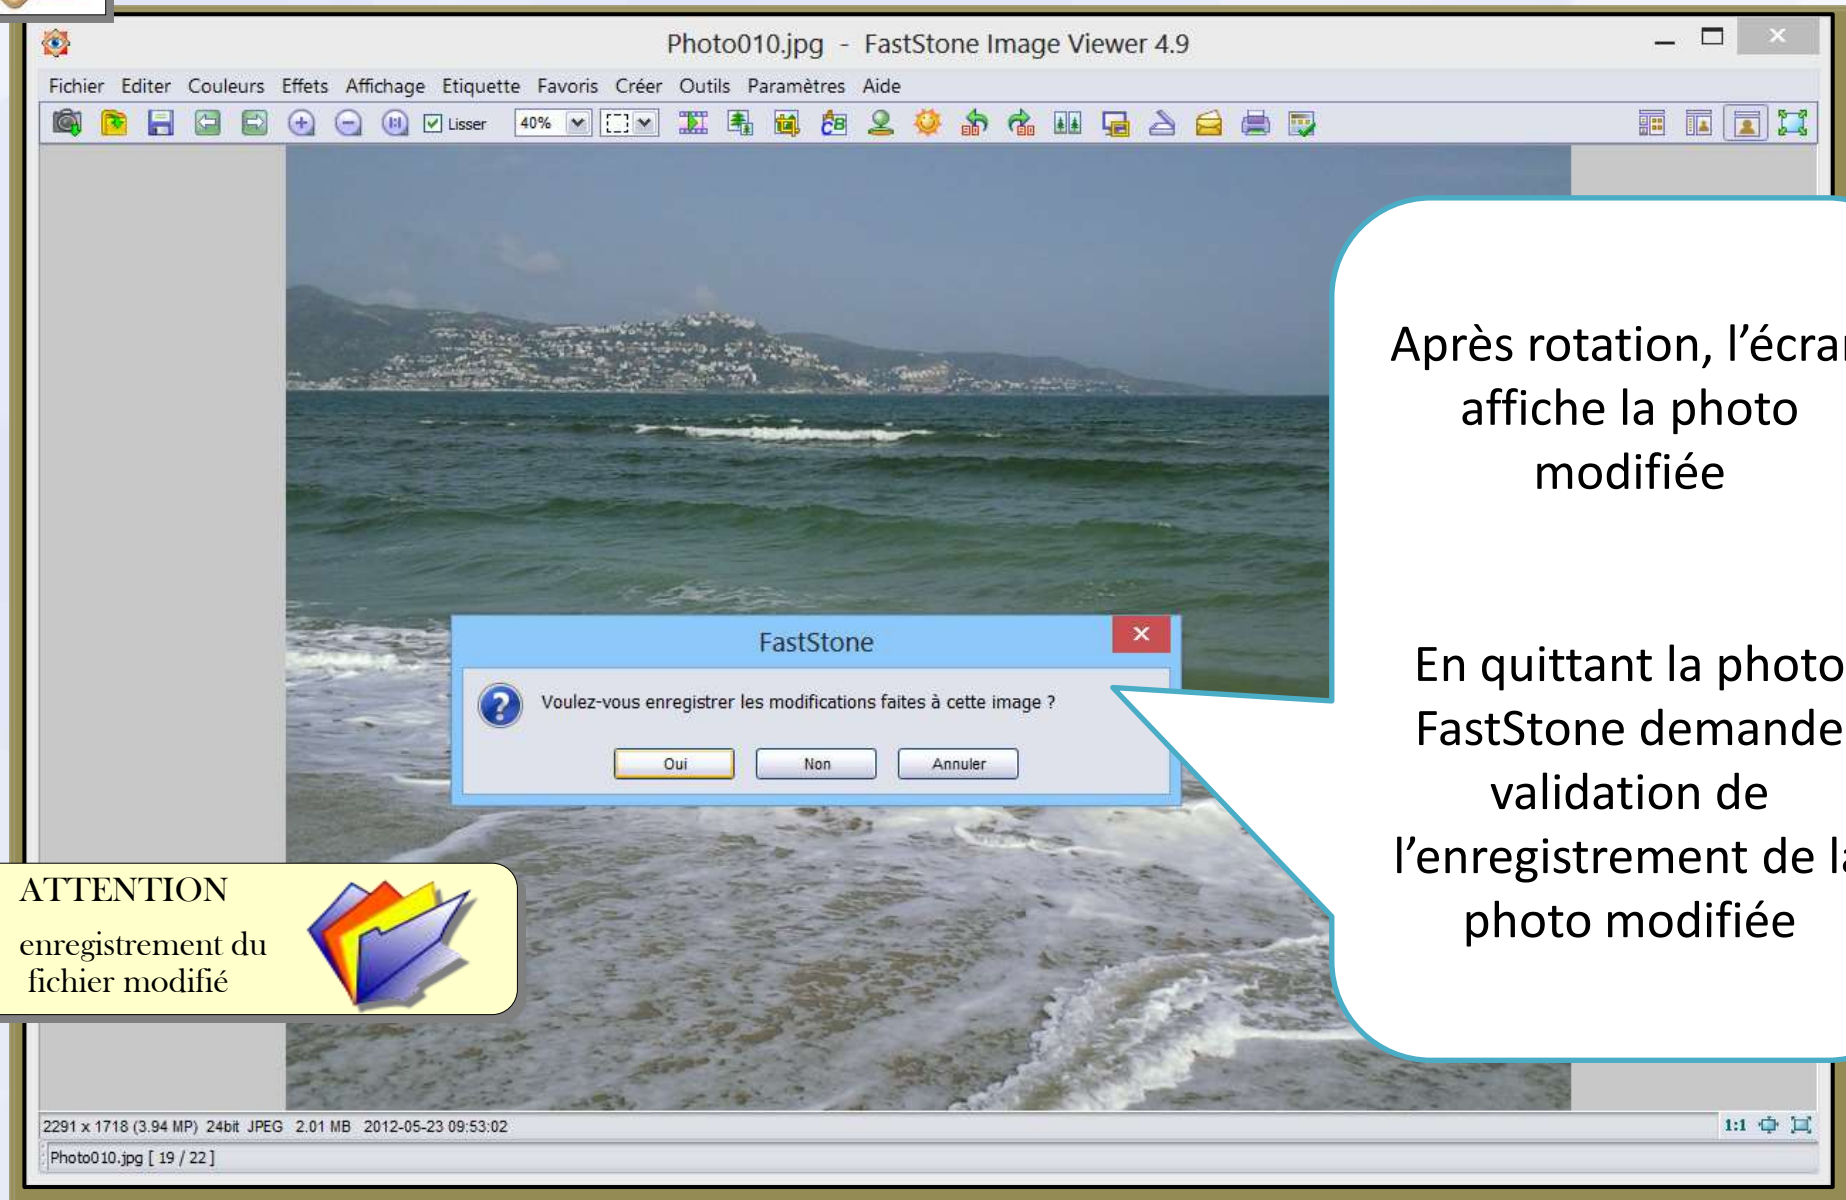 Photo010.jpg - FastStone Image Viewer 4.9
Fichier Editer Couleurs Effets Affichage Etiquette Favoris Créer Outils Paramètres Aide
Lisser 40%
Après rotation, l’écran
affiche la photo
modifiée
En quittant la photo
FastStone demande
validation de
l’enregistrement de la
photo modifiée
FastStone
Voulez-vous enregistrer les modifications faites à cette image ?
Oui Non Annuler
ATTENTION
enregistrement du
fichier modifié
2291 x 1718 (3.94 MP) 24bit JPEG 2.01 MB 2012-05-23 09:53:02 1:1
Photo010.jpg [ 19 / 22 ]